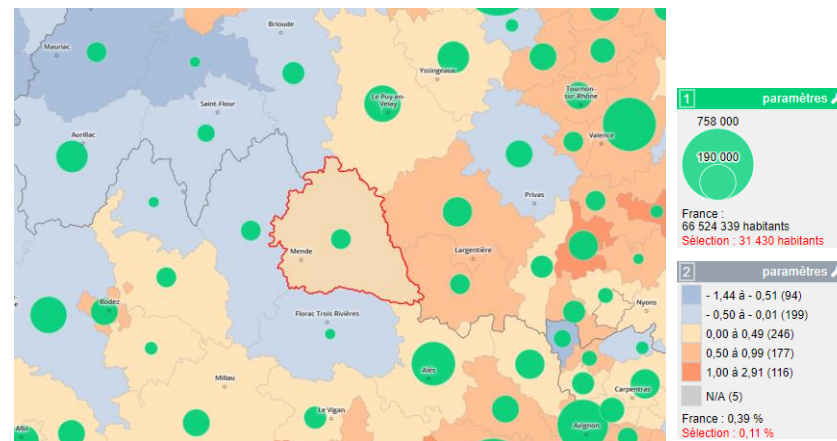 Brioude
Mauriac
Yssingeaux
Le Puy-en-
Velay
Tournon-
sur-Rhône
Saint-Flour
Aurillac
Valence
Privas
Mende
Largentière
Rodez
Florac Trois Rivières
Nyons
Millau
Alès
Carpentras
Le Vigan
Albi
Avignon
1 paramètres
758 000
190 000
France :
66 524 339 habitants
Sélection : 31 430 habitants
2 paramètres
- 1,44 à - 0,51 (94)
- 0,50 à - 0,01 (199)
0,00 à 0,49 (246)
0,50 à 0,99 (177)
1,00 à 2,91 (116)
N/A (5)
France : 0,39 %
Sélection : 0,11 %